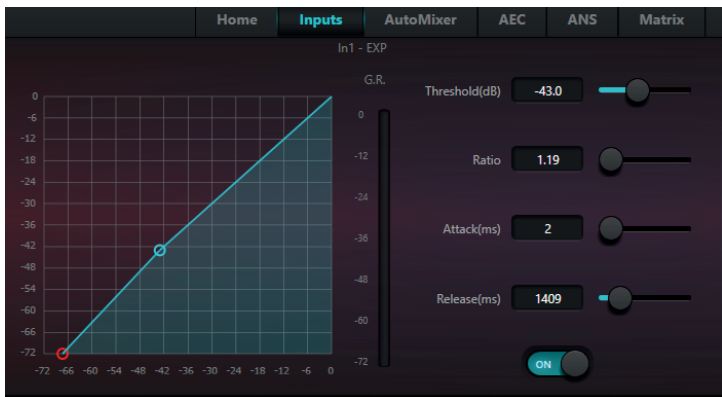 Home Inputs AutoMixer AEC ANS Matrix
In1 - EXP
G.R.
Threshold(dB) -43.0
Ratio 1.19
Attack(ms) 2
Release(ms) 1409
ON
0
-6
-12
-18
-24
-30
-36
-42
-48
-54
-60
-66
-72
-72 -66 -60 -54 -48 -42 -36 -30 -24 -18 -12 -6 0
0
-12
-24
-36
-48
-60
-72